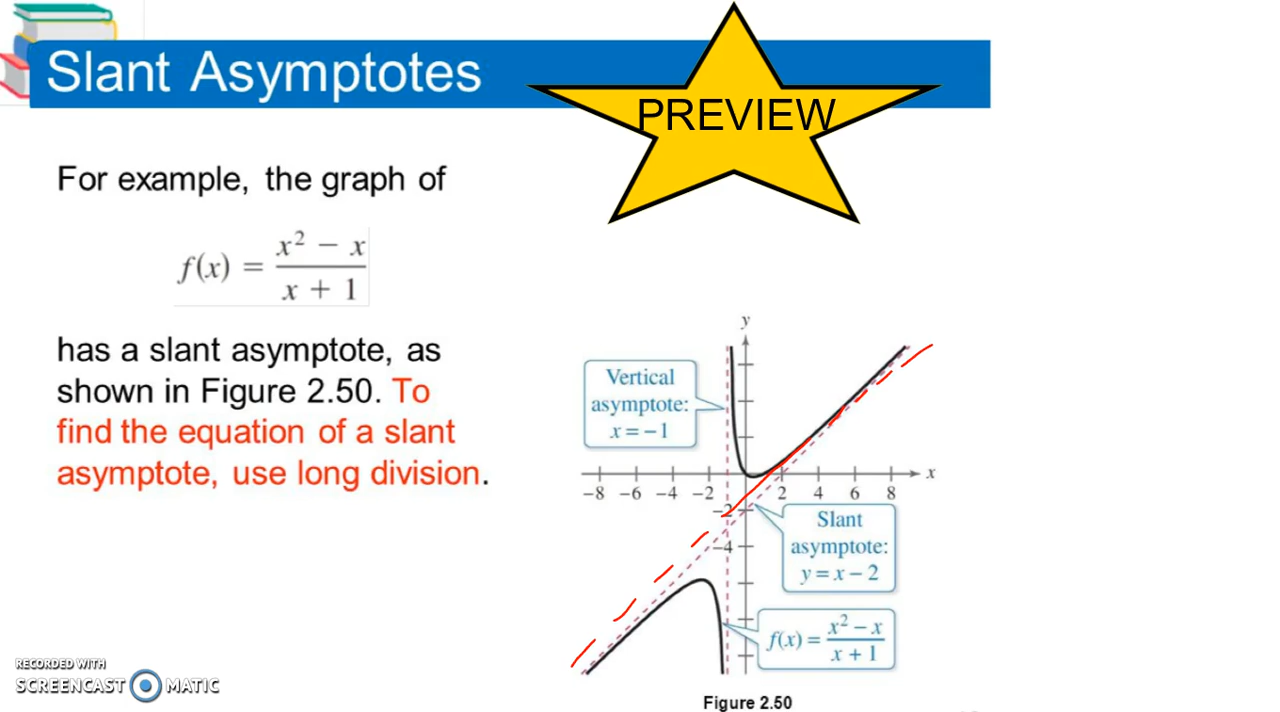 Slant Asymptotes
PREVIEW
For example, the graph of
f(x) = (x² − x)/(x + 1)
has a slant asymptote, as
shown in Figure 2.50. To
find the equation of a slant
asymptote, use long division.
y
Vertical
asymptote:
x = −1
x
−8 −6 −4 −2 2 4 6 8
−2
−4
Slant
asymptote:
y = x − 2
f(x) = (x² − x)/(x + 1)
Figure 2.50
RECORDED WITH
SCREENCAST MATIC